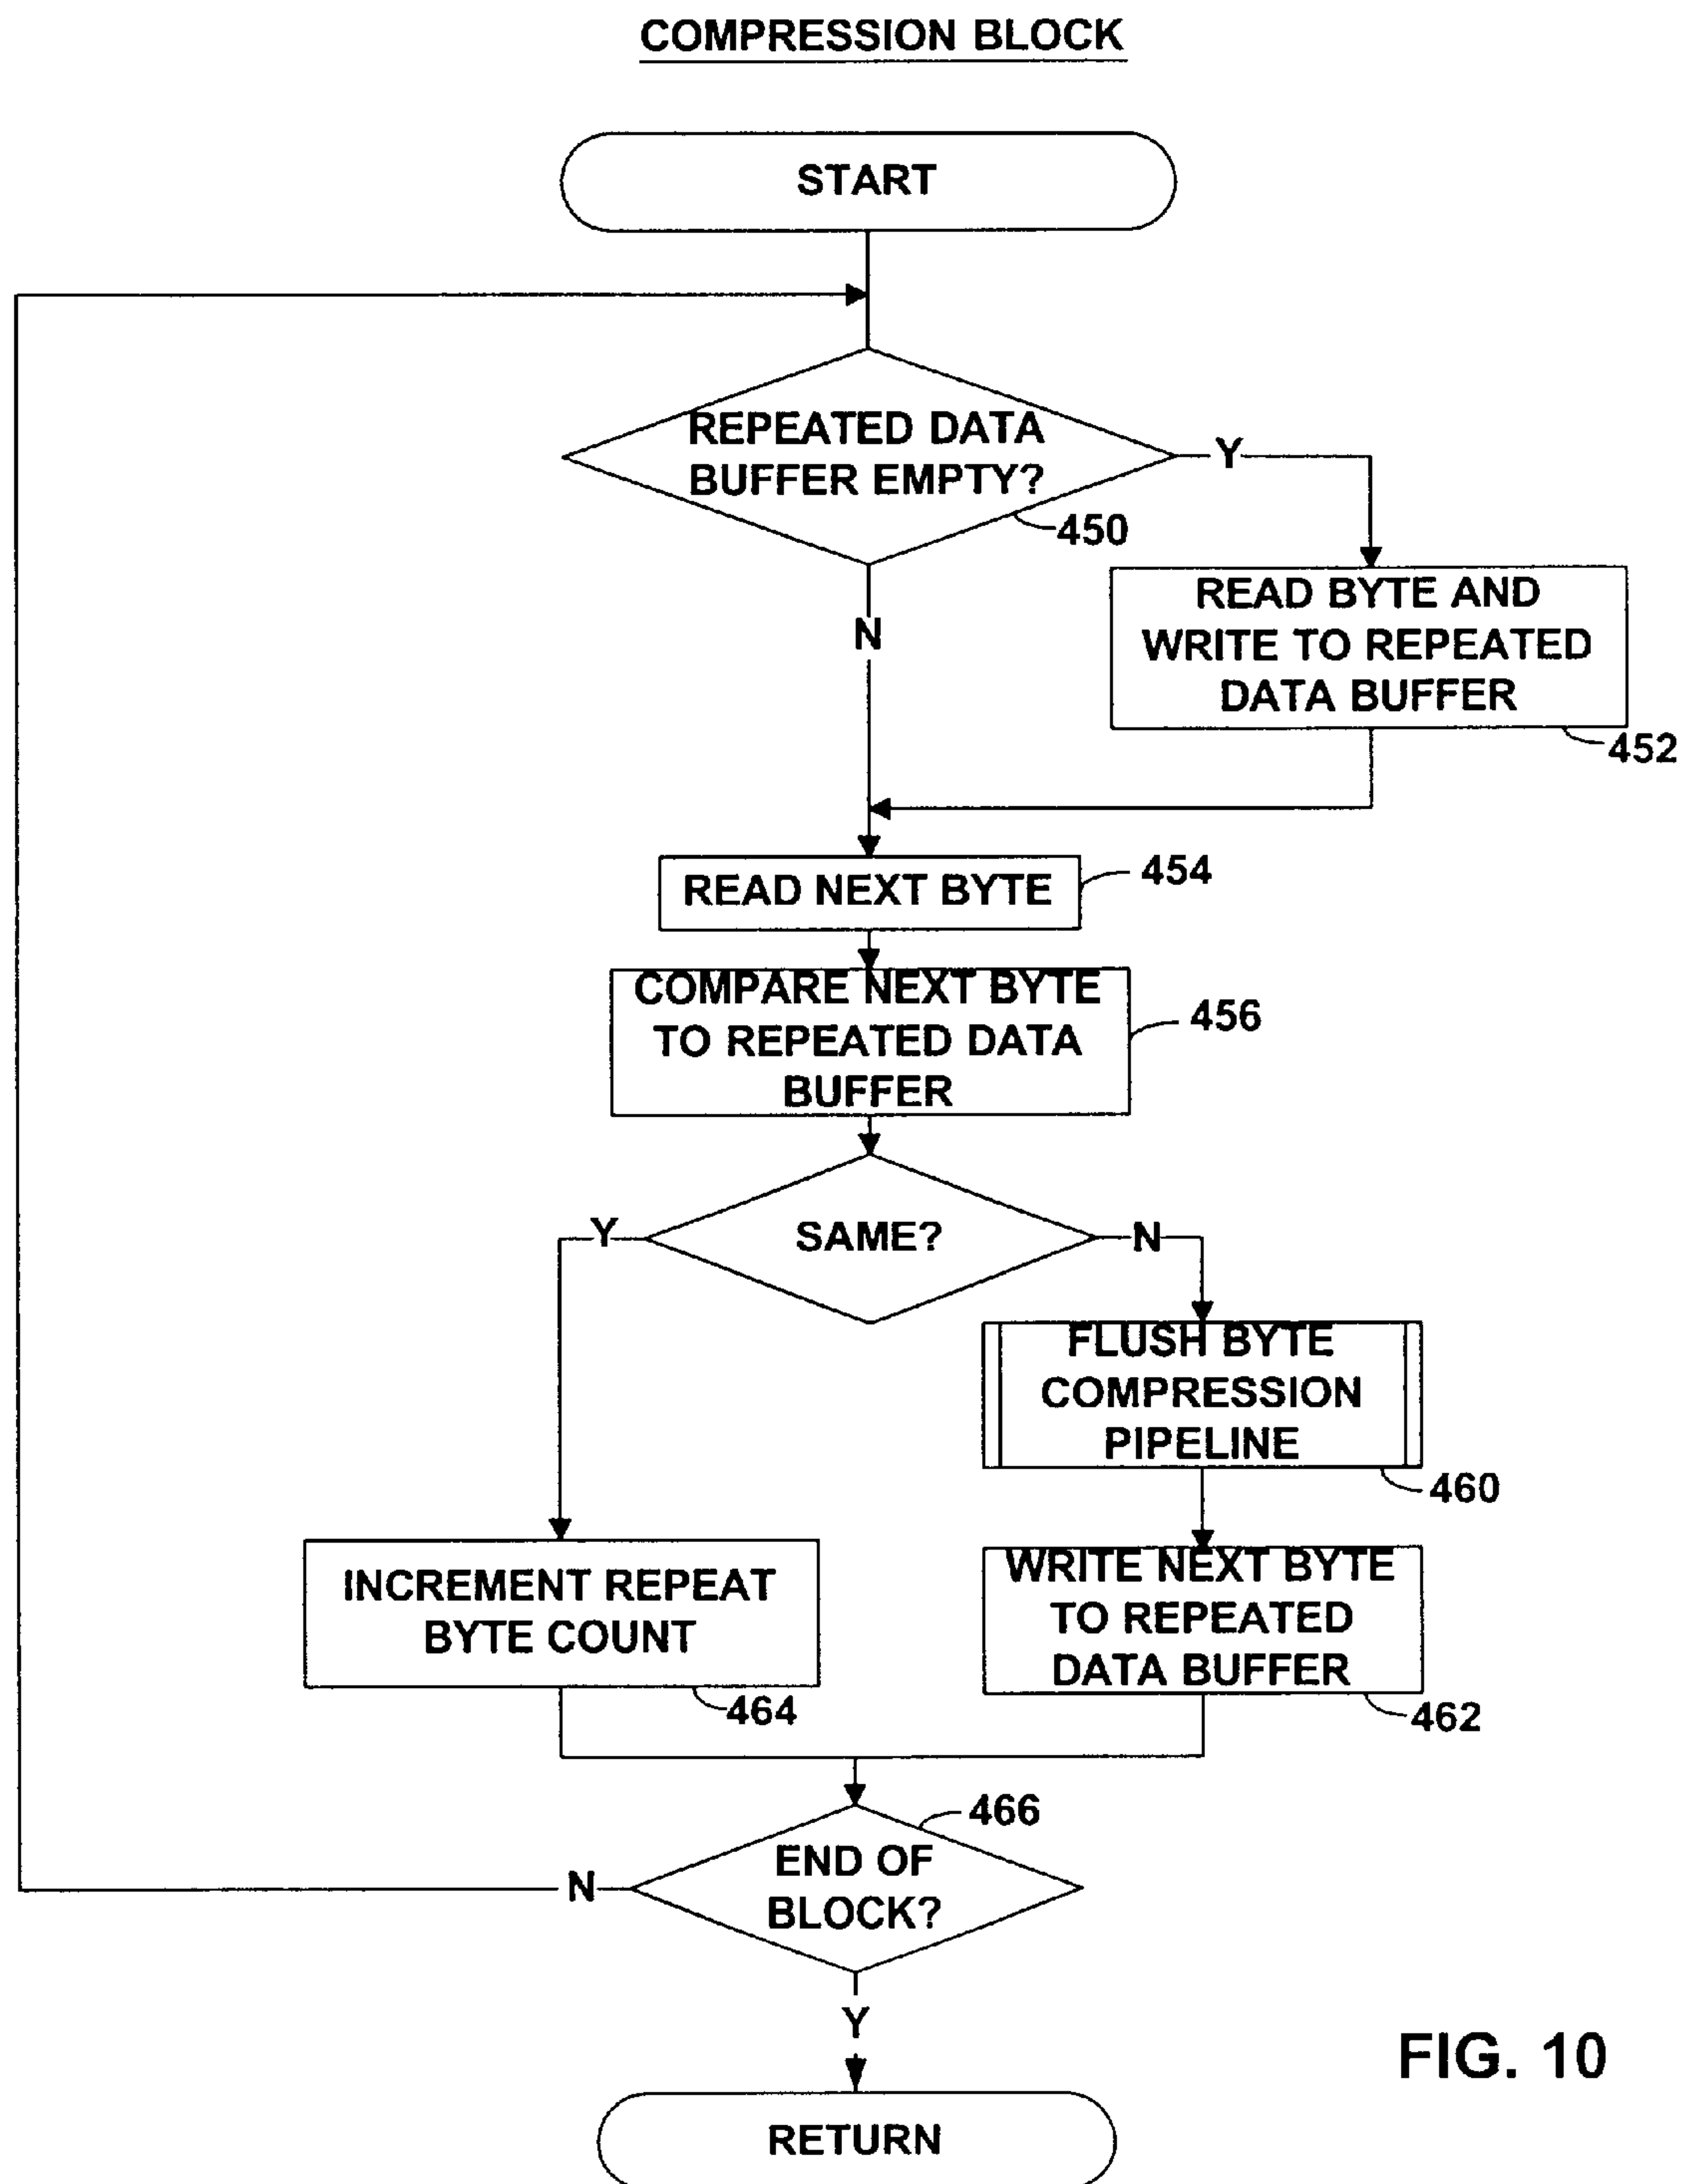 COMPRESSION BLOCK
START
REPEATED DATA
BUFFER EMPTY?
Y
450
READ BYTE AND
WRITE TO REPEATED
DATA BUFFER
N
452
READ NEXT BYTE
454
COMPARE NEXT BYTE
TO REPEATED DATA
BUFFER
456
Y
SAME?
N
FLUSH BYTE
COMPRESSION
PIPELINE
460
INCREMENT REPEAT
BYTE COUNT
464
WRITE NEXT BYTE
TO REPEATED
DATA BUFFER
462
466
END OF
BLOCK?
N
Y
RETURN
FIG. 10